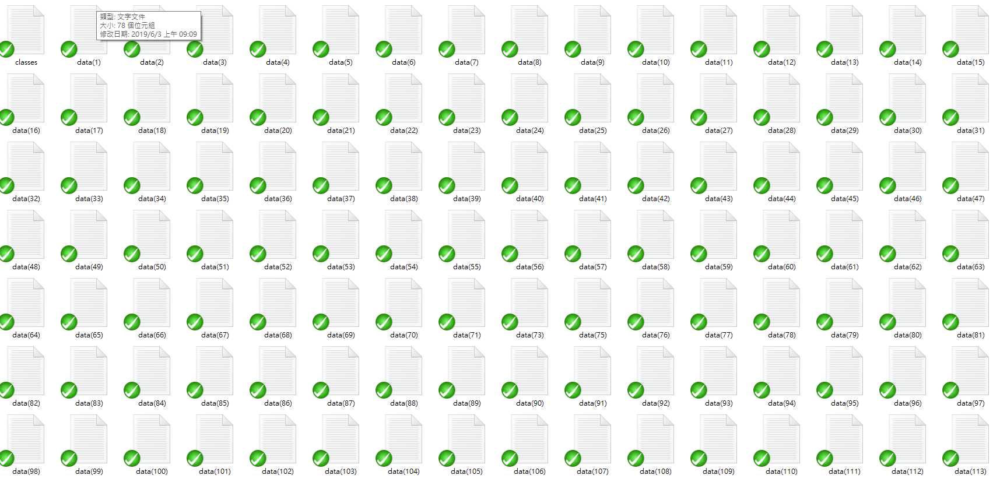 類型: 文字文件
大小: 78 個位元組
修改日期: 2019/6/3 上午 09:09
classes data(1) data(2) data(3) data(4) data(5) data(6) data(7) data(8) data(9) data(10) data(11) data(12) data(13) data(14) data(15)
data(16) data(17) data(18) data(19) data(20) data(21) data(22) data(23) data(24) data(25) data(26) data(27) data(28) data(29) data(30) data(31)
data(32) data(33) data(34) data(35) data(36) data(37) data(38) data(39) data(40) data(41) data(42) data(43) data(44) data(45) data(46) data(47)
data(48) data(49) data(50) data(51) data(52) data(53) data(54) data(55) data(56) data(57) data(58) data(59) data(60) data(61) data(62) data(63)
data(64) data(65) data(66) data(67) data(68) data(69) data(70) data(71) data(73) data(75) data(76) data(77) data(78) data(79) data(80) data(81)
data(82) data(83) data(84) data(85) data(86) data(87) data(88) data(89) data(90) data(91) data(92) data(93) data(94) data(95) data(96) data(97)
data(98) data(99) data(100) data(101) data(102) data(103) data(104) data(105) data(106) data(107) data(108) data(109) data(110) data(111) data(112) data(113)